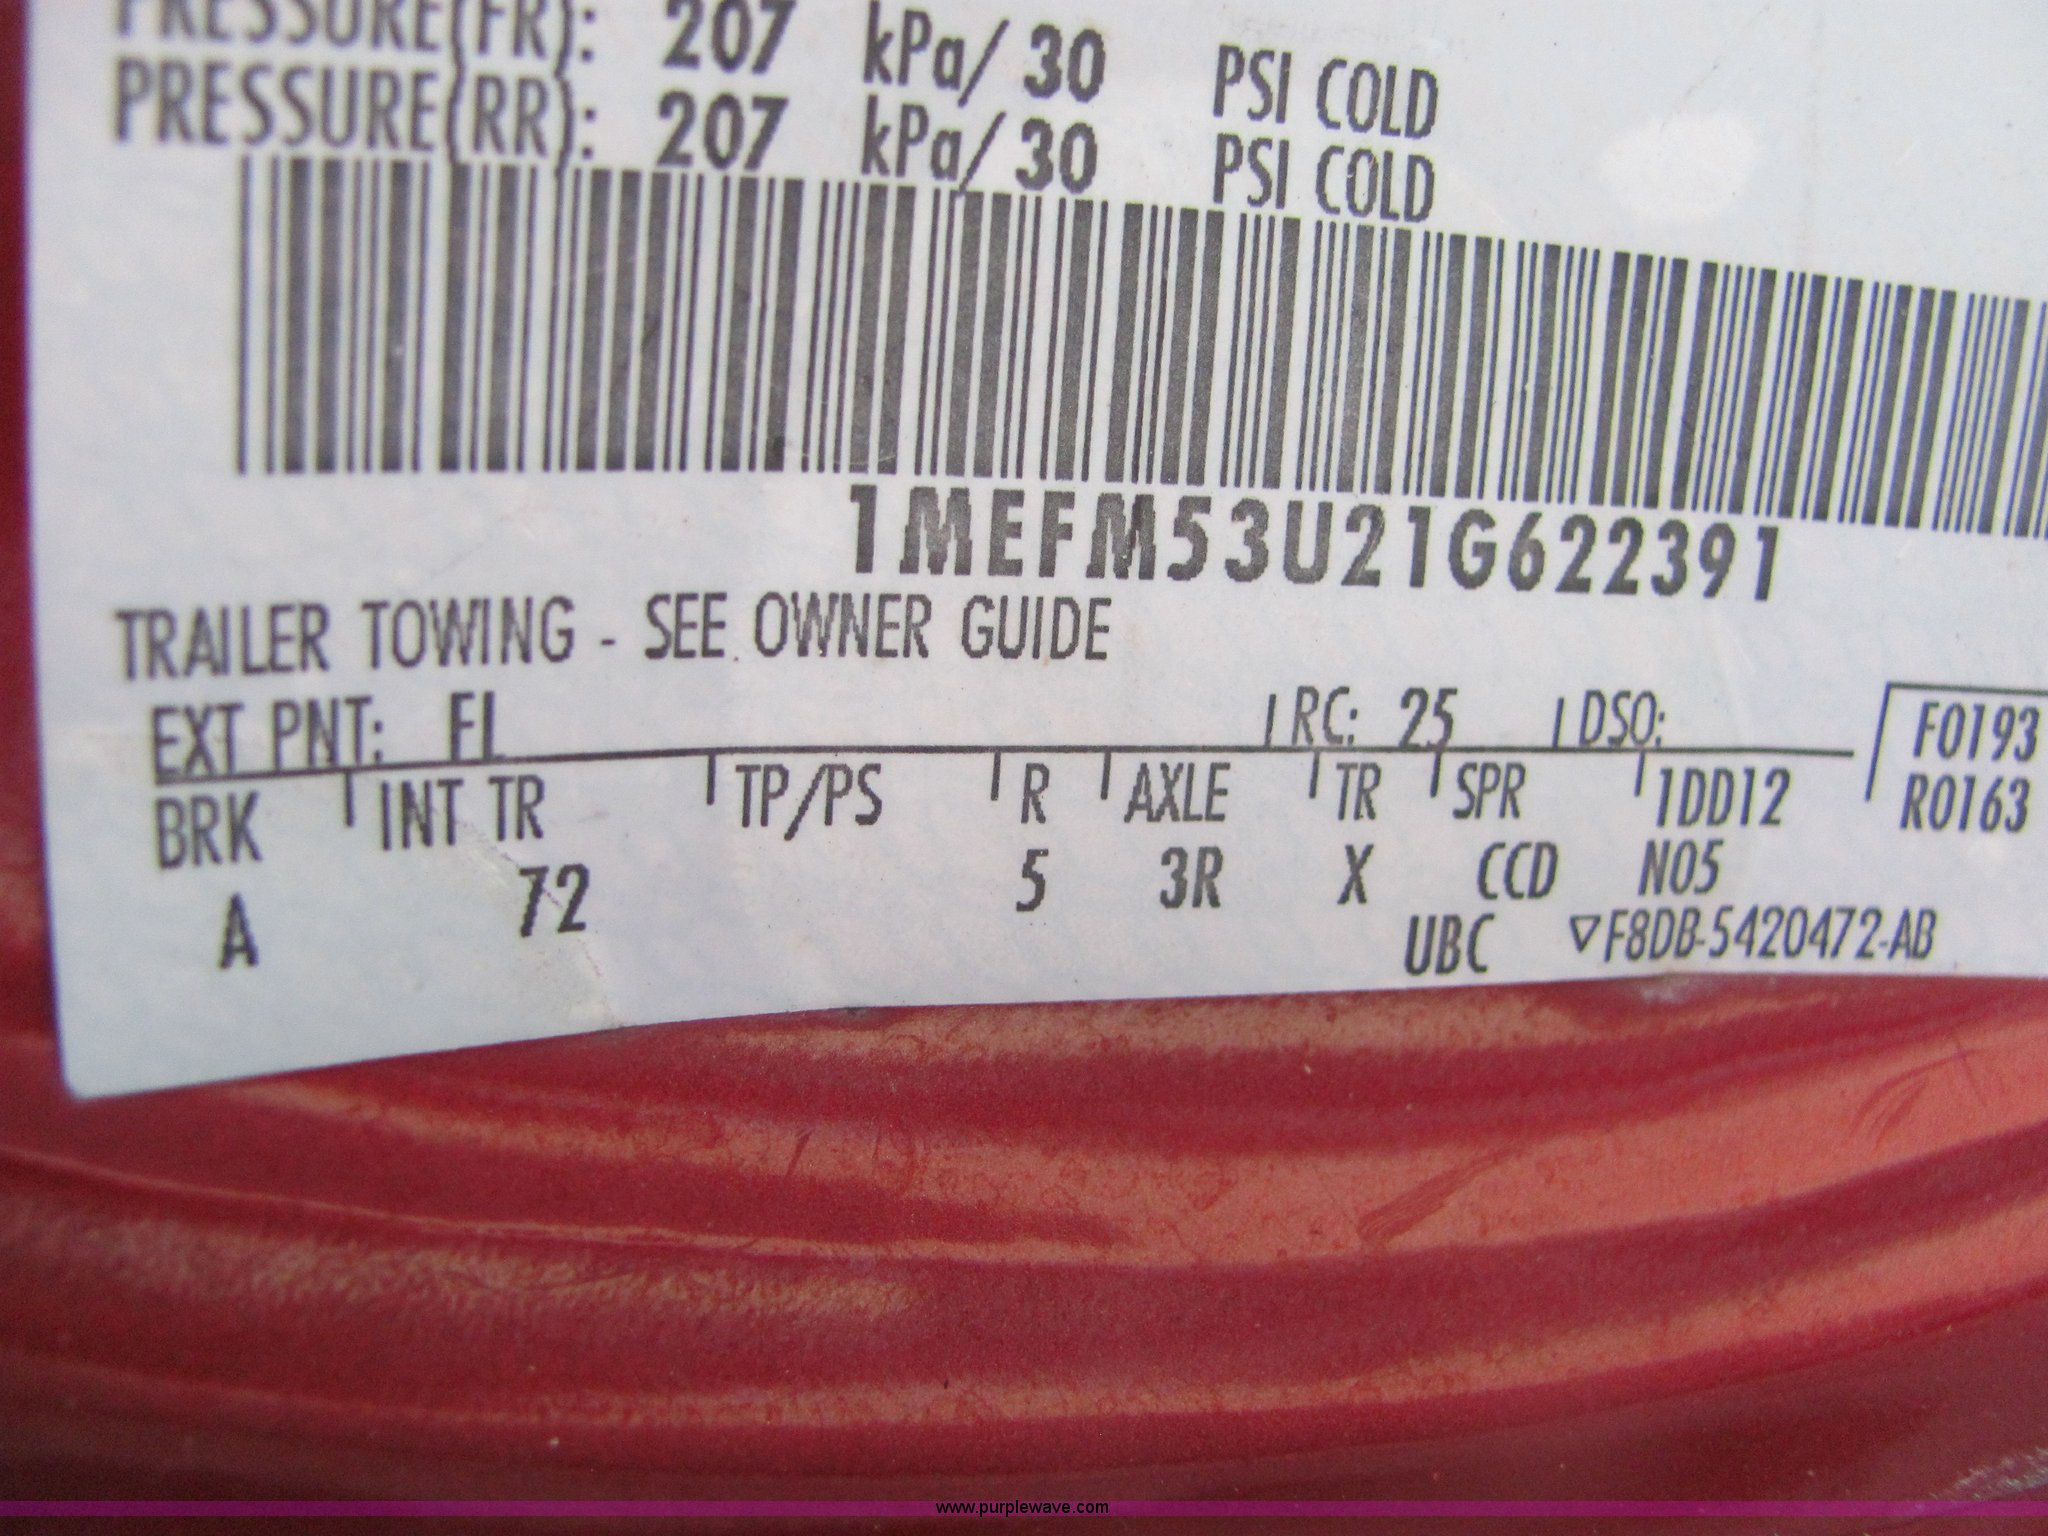 PRESSURE(FR): 207 kPa/ 30 PSI COLD
PRESSURE(RR): 207 kPa/ 30 PSI COLD
1MEFM53U21G622391
TRAILER TOWING - SEE OWNER GUIDE
EXT PNT: FL RC: 25 DSO: F0193
BRK INT TR TP/PS R AXLE TR SPR 1DD12 R0163
A 72 5 3R X CCD N05
UBC ▽F8DB-5420472-AB
www.purplewave.com